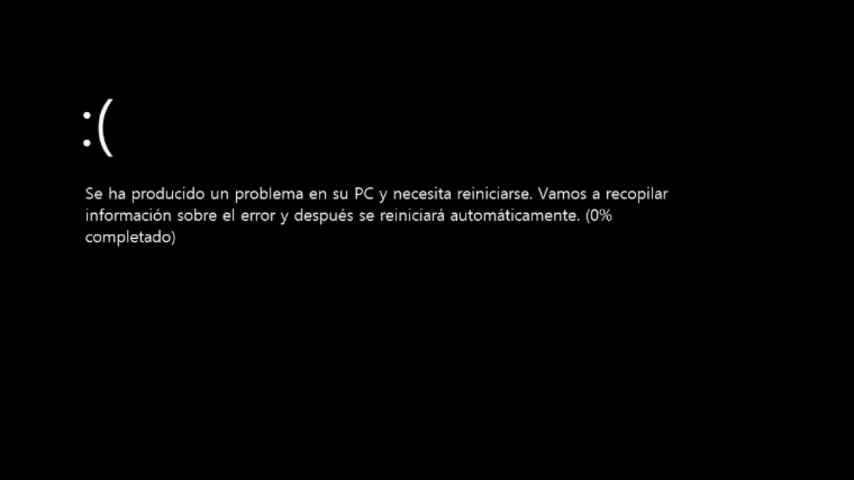 :(
Se ha producido un problema en su PC y necesita reiniciarse. Vamos a recopilar
información sobre el error y después se reiniciará automáticamente. (0%
completado)